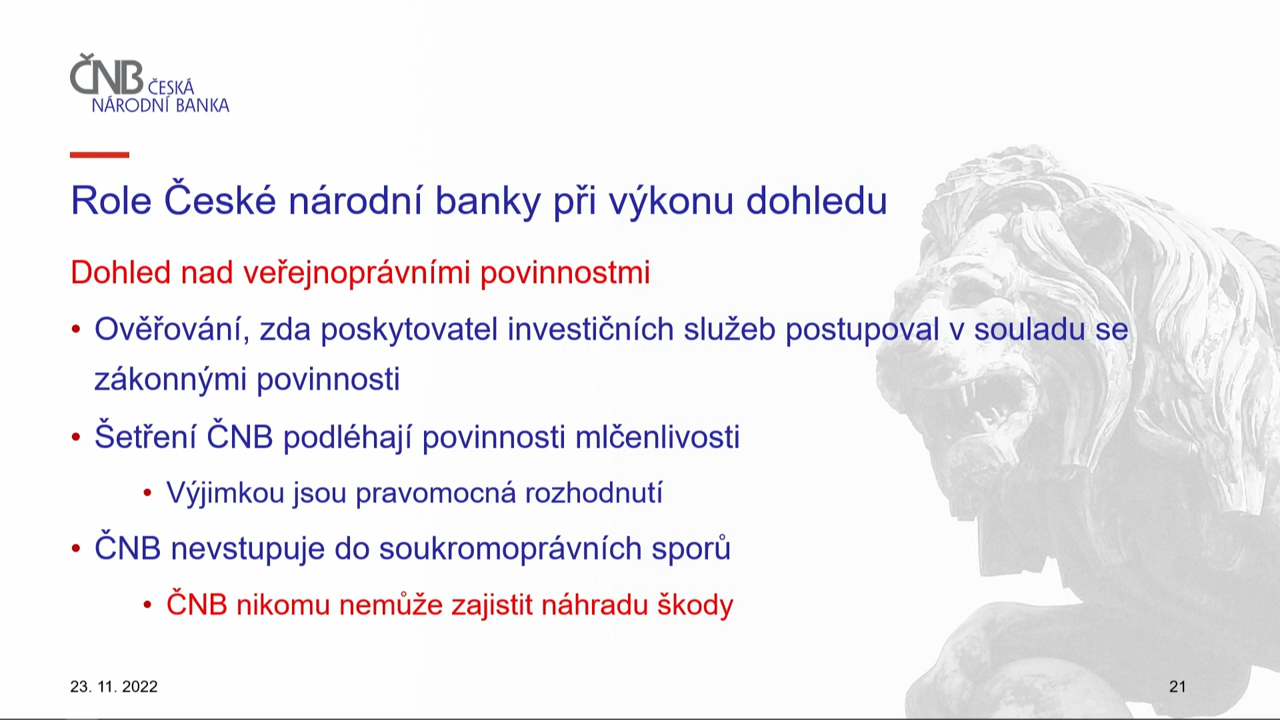 ČNB ČESKÁ
NÁRODNÍ BANKA
Role České národní banky při výkonu dohledu
Dohled nad veřejnoprávními povinnostmi
• Ověřování, zda poskytovatel investičních služeb postupoval v souladu se
zákonnými povinnosti
• Šetření ČNB podléhají povinnosti mlčenlivosti
• Výjimkou jsou pravomocná rozhodnutí
• ČNB nevstupuje do soukromoprávních sporů
• ČNB nikomu nemůže zajistit náhradu škody
23. 11. 2022
21